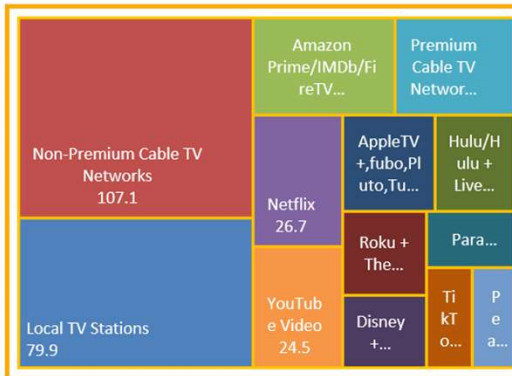 Non-Premium Cable TV
Networks
107.1
Local TV Stations
79.9
Amazon
Prime/IMDb/Fi
reTV...
Premium
Cable TV
Networ...
Netflix
26.7
YouTub
e Video
24.5
AppleTV
+,fubo,Pl
uto,Tu...
Hulu/H
ulu +
Live...
Roku +
The...
Disney
+...
Para...
Ti
kT
o...
P
e
a...